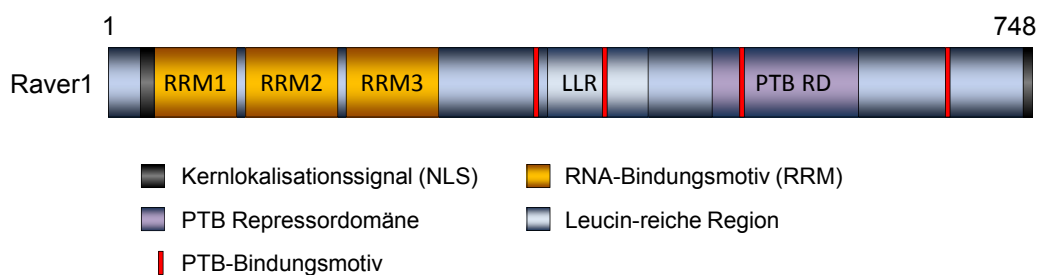 1 748
Raver1 RRM1 RRM2 RRM3 LLR PTB RD
Kernlokalisationssignal (NLS) RNA-Bindungsmotiv (RRM)
PTB Repressordomäne Leucin-reiche Region
PTB-Bindungsmotiv